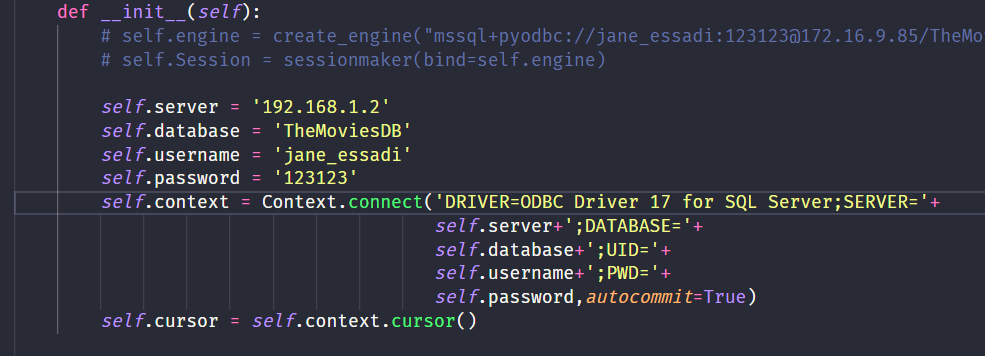 def __init__(self):
# self.engine = create_engine("mssql+pyodbc://jane_essadi:123123@172.16.9.85/TheMo
# self.Session = sessionmaker(bind=self.engine)
self.server = '192.168.1.2'
self.database = 'TheMoviesDB'
self.username = 'jane_essadi'
self.password = '123123'
self.context = Context.connect('DRIVER=ODBC Driver 17 for SQL Server;SERVER='+
self.server+';DATABASE='+
self.database+';UID='+
self.username+';PWD='+
self.password,autocommit=True)
self.cursor = self.context.cursor()